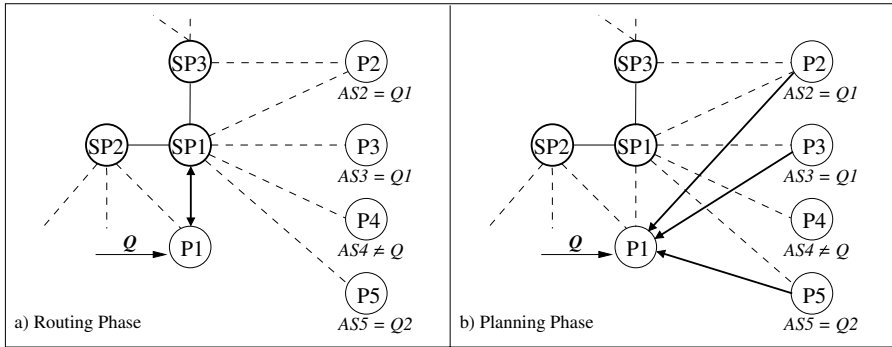 SP3
P2
AS2 = Q1
SP2
SP1
P3
AS3 = Q1
P4
AS4 ≠ Q
Q
P1
P5
AS5 = Q2
a) Routing Phase
SP3
P2
AS2 = Q1
SP2
SP1
P3
AS3 = Q1
P4
AS4 ≠ Q
Q
P1
P5
AS5 = Q2
b) Planning Phase